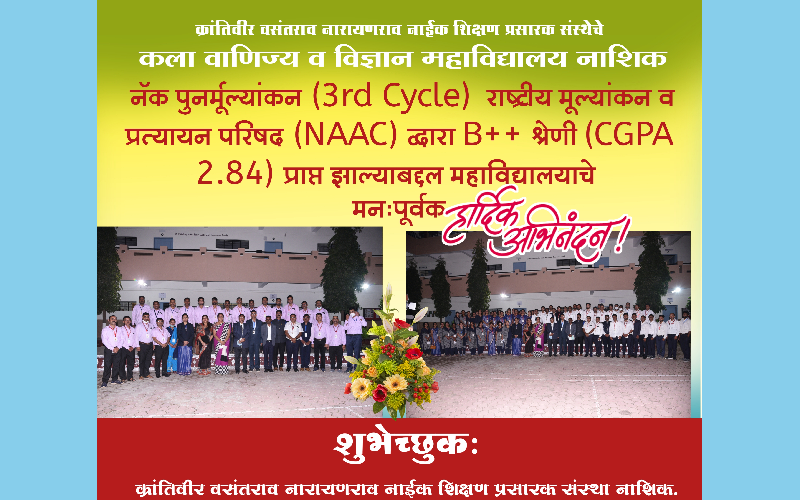 क्रांतिवीर वसंतराव नारायणराव नाईक शिक्षण प्रसारक संस्थेचे
कला वाणिज्य व विज्ञान महाविद्यालय नाशिक
नॅक पुनर्मूल्यांकन (3rd Cycle) राष्ट्रीय मूल्यांकन व
प्रत्यायन परिषद (NAAC) द्वारा B++ श्रेणी (CGPA
2.84) प्राप्त झाल्याबद्दल महाविद्यालयाचे
मनःपूर्वक
हार्दिक
अभिनंदन!
शुभेच्छुक:
क्रांतिवीर वसंतराव नारायणराव नाईक शिक्षण प्रसारक संस्था नाशिक.